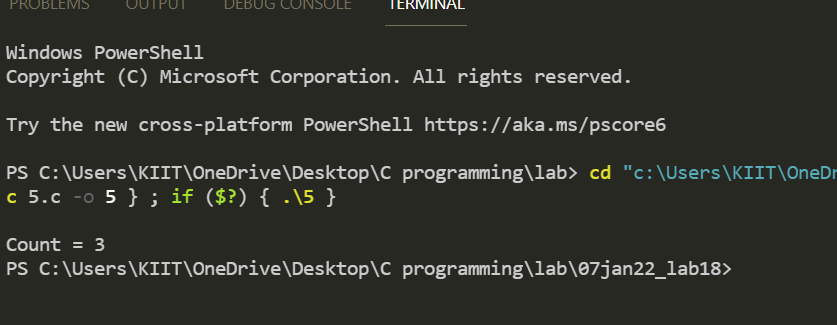 PROBLEMS OUTPUT DEBUG CONSOLE TERMINAL
Windows PowerShell
Copyright (C) Microsoft Corporation. All rights reserved.
Try the new cross-platform PowerShell https://aka.ms/pscore6
PS C:\Users\KIIT\OneDrive\Desktop\C programming\lab> cd "c:\Users\KIIT\OneDr
c 5.c -o 5 } ; if ($?) { .\5 }
Count = 3
PS C:\Users\KIIT\OneDrive\Desktop\C programming\lab\07jan22_lab18>